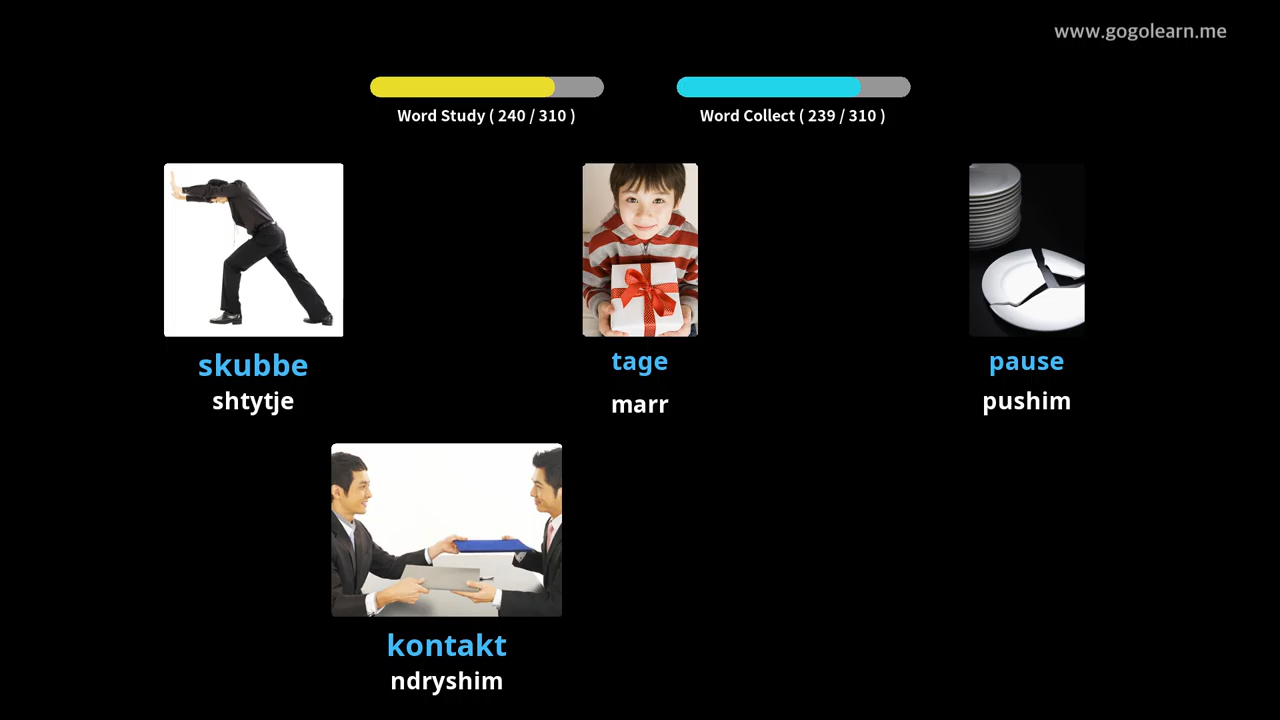 www.gogolearn.me
Word Study ( 240 / 310 )
Word Collect ( 239 / 310 )
skubbe
shtytje
tage
marr
pause
pushim
kontakt
ndryshim